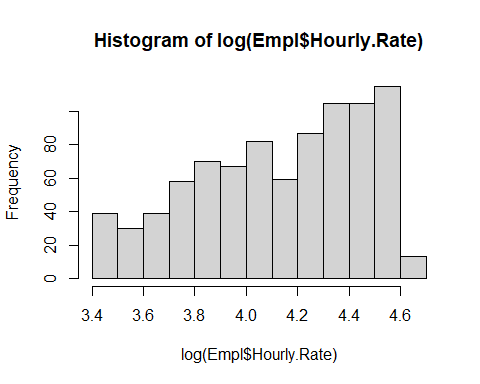 Histogram of log(Empl$Hourly.Rate)
Frequency
0 20 40 60 80
3.4 3.6 3.8 4.0 4.2 4.4 4.6
log(Empl$Hourly.Rate)